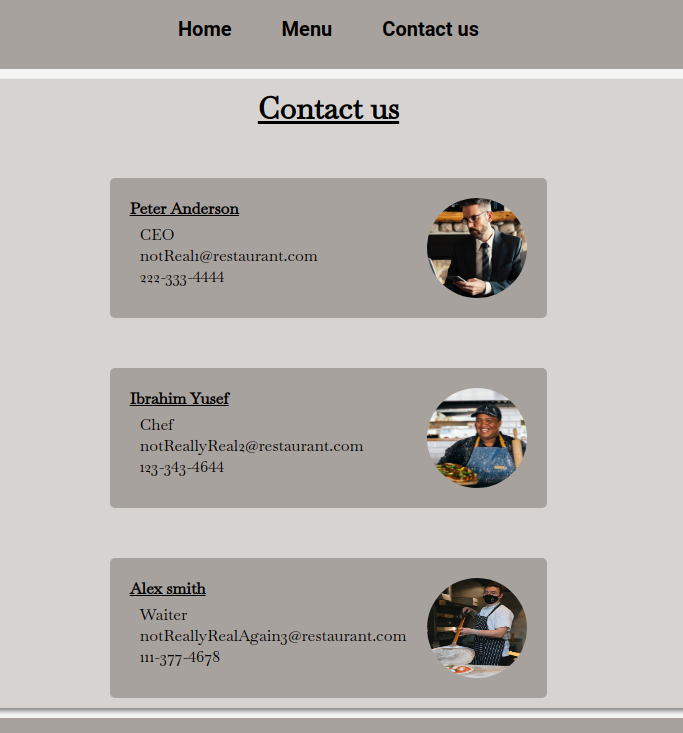 Home Menu Contact us
Contact us
Peter Anderson
CEO
notReal1@restaurant.com
222-333-4444
Ibrahim Yusef
Chef
notReallyReal2@restaurant.com
123-343-4644
Alex smith
Waiter
notReallyRealAgain3@restaurant.com
111-377-4678